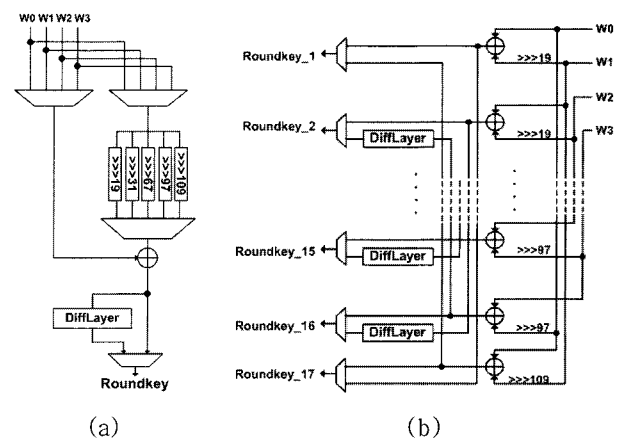 W0 W1 W2 W3
>>>19
>>>31
>>>67
>>>97
>>>109
DiffLayer
Roundkey
(a)
W0
Roundkey_1
>>>19
W1
W2
Roundkey_2
>>>19
DiffLayer
W3
Roundkey_15
>>>97
DiffLayer
Roundkey_16
>>>97
DiffLayer
Roundkey_17
>>>109
(b)